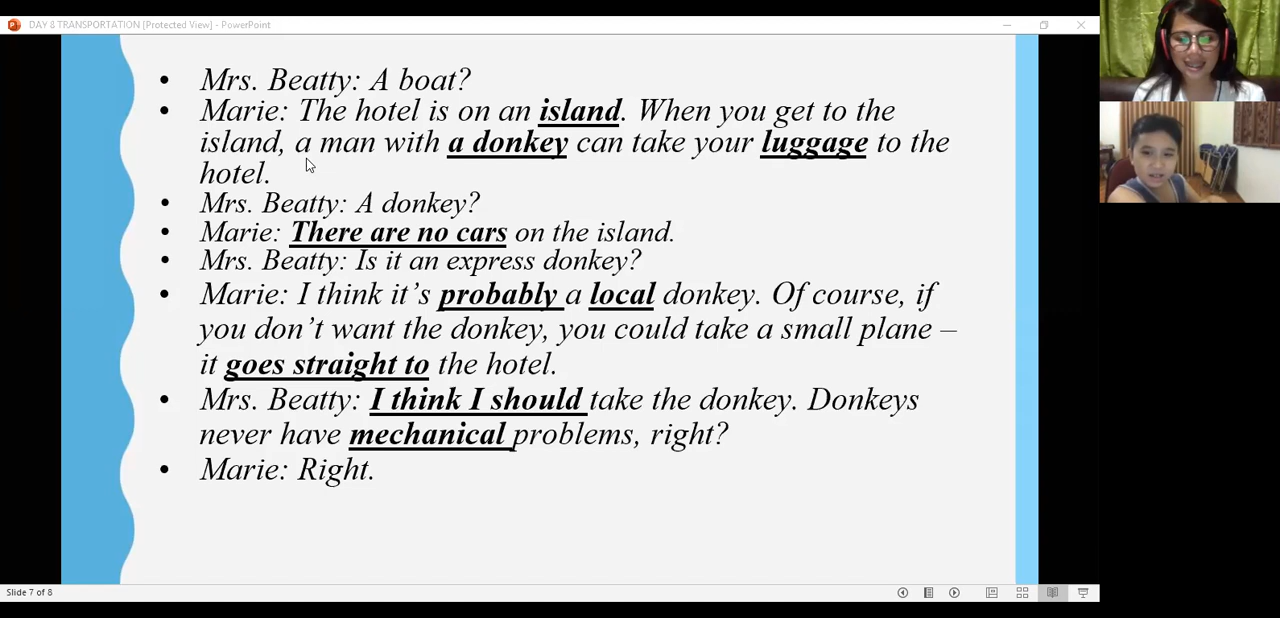 DAY 8 TRANSPORTATION [Protected View] - PowerPoint
• Mrs. Beatty: A boat?
• Marie: The hotel is on an island. When you get to the
island, a man with a donkey can take your luggage to the
hotel.
• Mrs. Beatty: A donkey?
• Marie: There are no cars on the island.
• Mrs. Beatty: Is it an express donkey?
• Marie: I think it's probably a local donkey. Of course, if
you don't want the donkey, you could take a small plane –
it goes straight to the hotel.
• Mrs. Beatty: I think I should take the donkey. Donkeys
never have mechanical problems, right?
• Marie: Right.
Slide 7 of 8